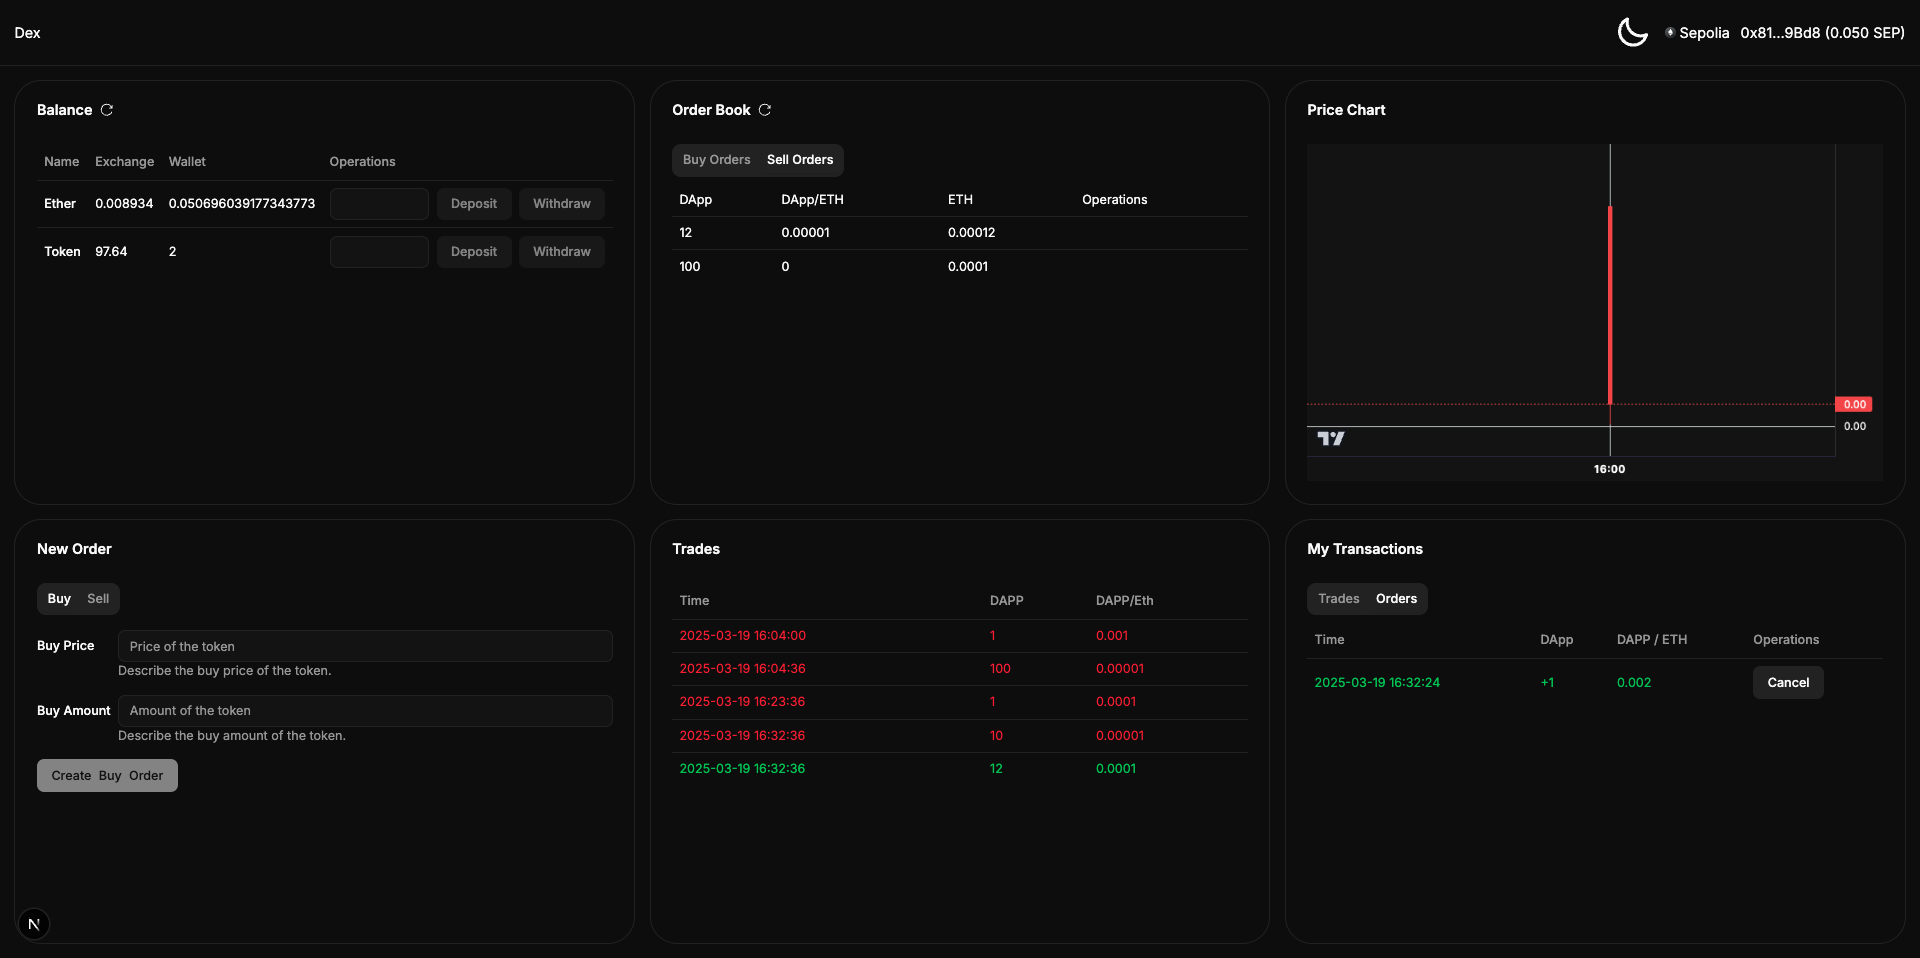 Dex
Sepolia 0x81...9Bd8 (0.050 SEP)
Balance
Name Exchange Wallet Operations
Ether 0.008934 0.050696039177343773 Deposit Withdraw
Token 97.64 2 Deposit Withdraw
Order Book
Buy Orders Sell Orders
DApp DApp/ETH ETH Operations
12 0.00001 0.00012
100 0 0.0001
Price Chart
0.00
0.00
16:00
New Order
Buy Sell
Buy Price Price of the token
Describe the buy price of the token.
Buy Amount Amount of the token
Describe the buy amount of the token.
Create Buy Order
N
Trades
Time DAPP DAPP/Eth
2025-03-19 16:04:00 1 0.001
2025-03-19 16:04:36 100 0.00001
2025-03-19 16:23:36 1 0.0001
2025-03-19 16:32:36 10 0.00001
2025-03-19 16:32:36 12 0.0001
My Transactions
Trades Orders
Time DApp DAPP / ETH Operations
2025-03-19 16:32:24 +1 0.002 Cancel